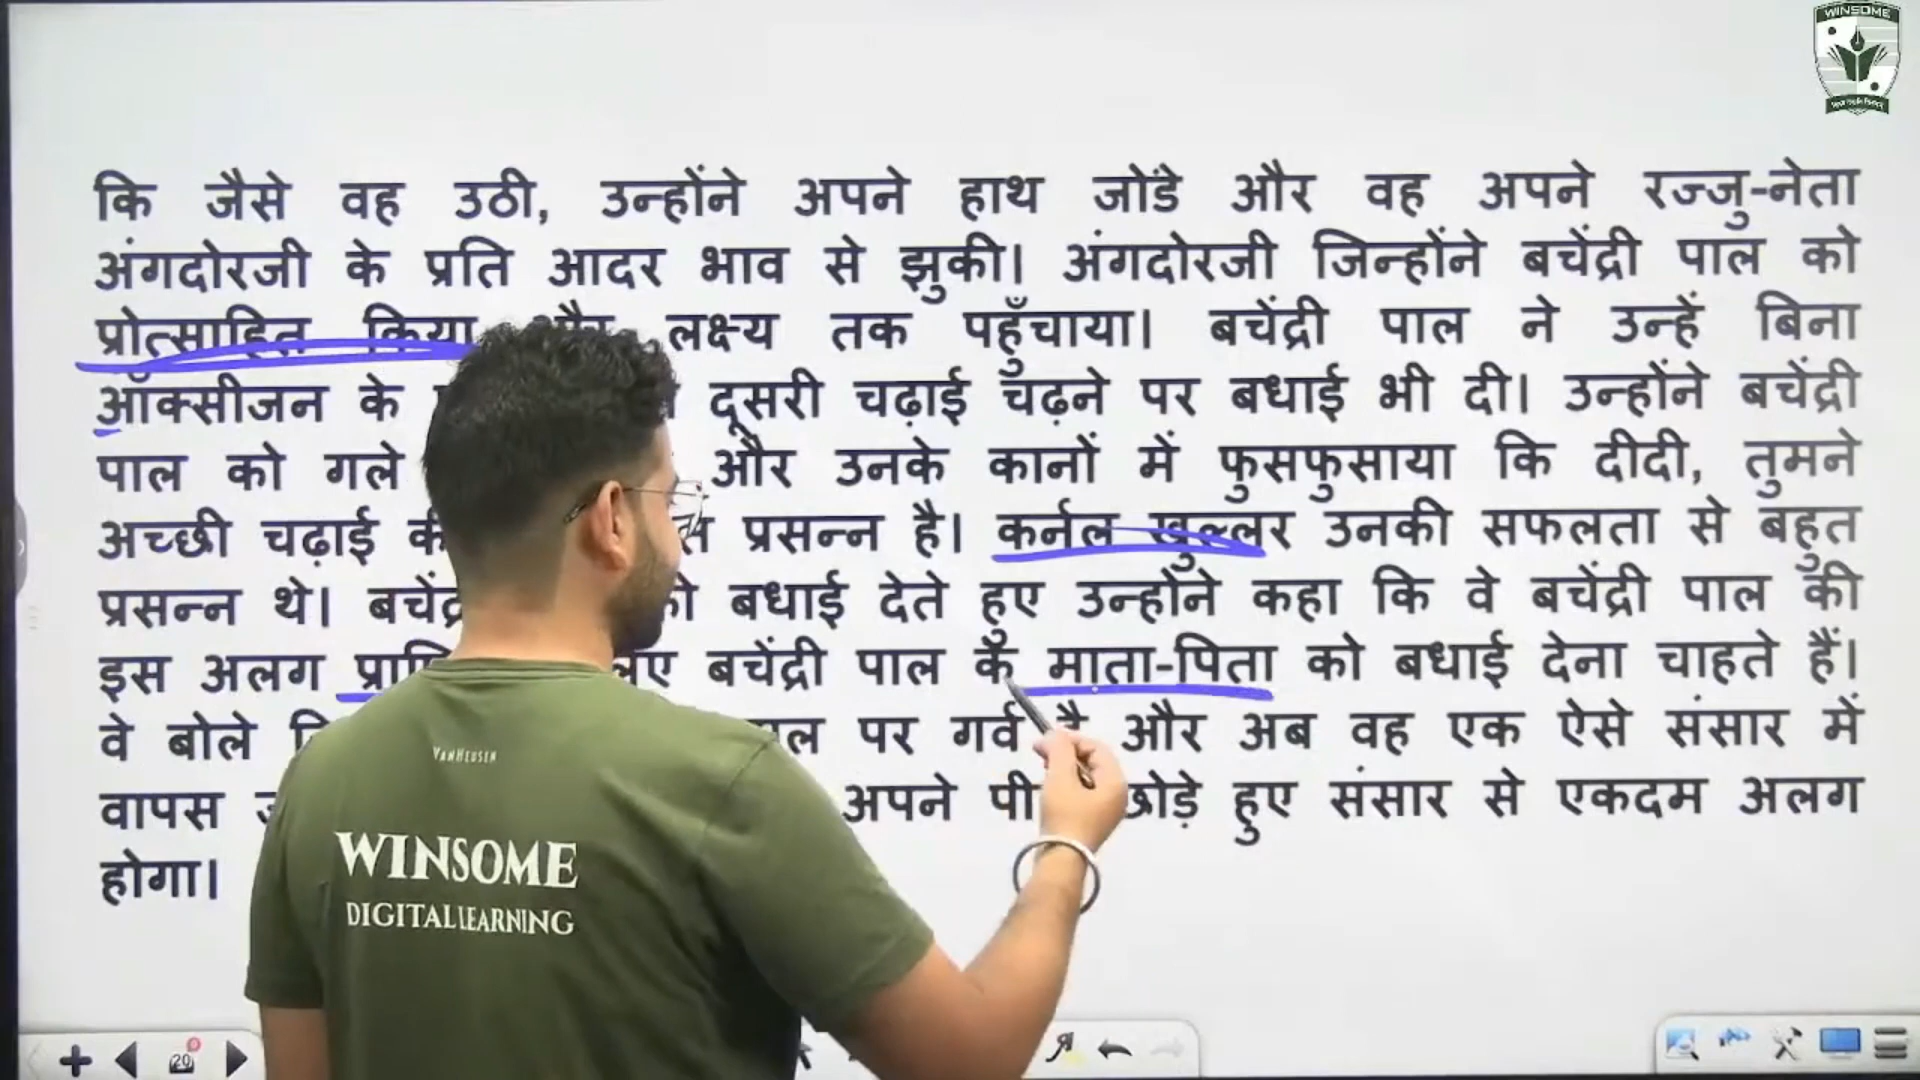 WINSOME
कि जैसे वह उठी, उन्होंने अपने हाथ जोंडे और वह अपने रज्जु-नेता
अंगदोरजी के प्रति आदर भाव से झुकी। अंगदोरजी जिन्होंने बचेंद्री पाल को
प्रोत्साहित किया और लक्ष्य तक पहुँचाया। बचेंद्री पाल ने उन्हें बिना
ऑक्सीजन के दूसरी चढ़ाई चढ़ने पर बधाई भी दी। उन्होंने बचेंद्री
पाल को गले और उनके कानों में फुसफुसाया कि दीदी, तुमने
अच्छी चढ़ाई प्रसन्न है। कर्नल खुल्लर उनकी सफलता से बहुत
प्रसन्न थे। बधाई देते हुए उन्होंने कहा कि वे बचेंद्री पाल की
इस अलग बचेंद्री पाल के माता-पिता को बधाई देना चाहते हैं।
वे बोले पर गर्व है और अब वह एक ऐसे संसार में
वापस अपने छोड़े हुए संसार से एकदम अलग
होगा।
VANHEUSEN
WINSOME
DIGITAL LEARNING
20